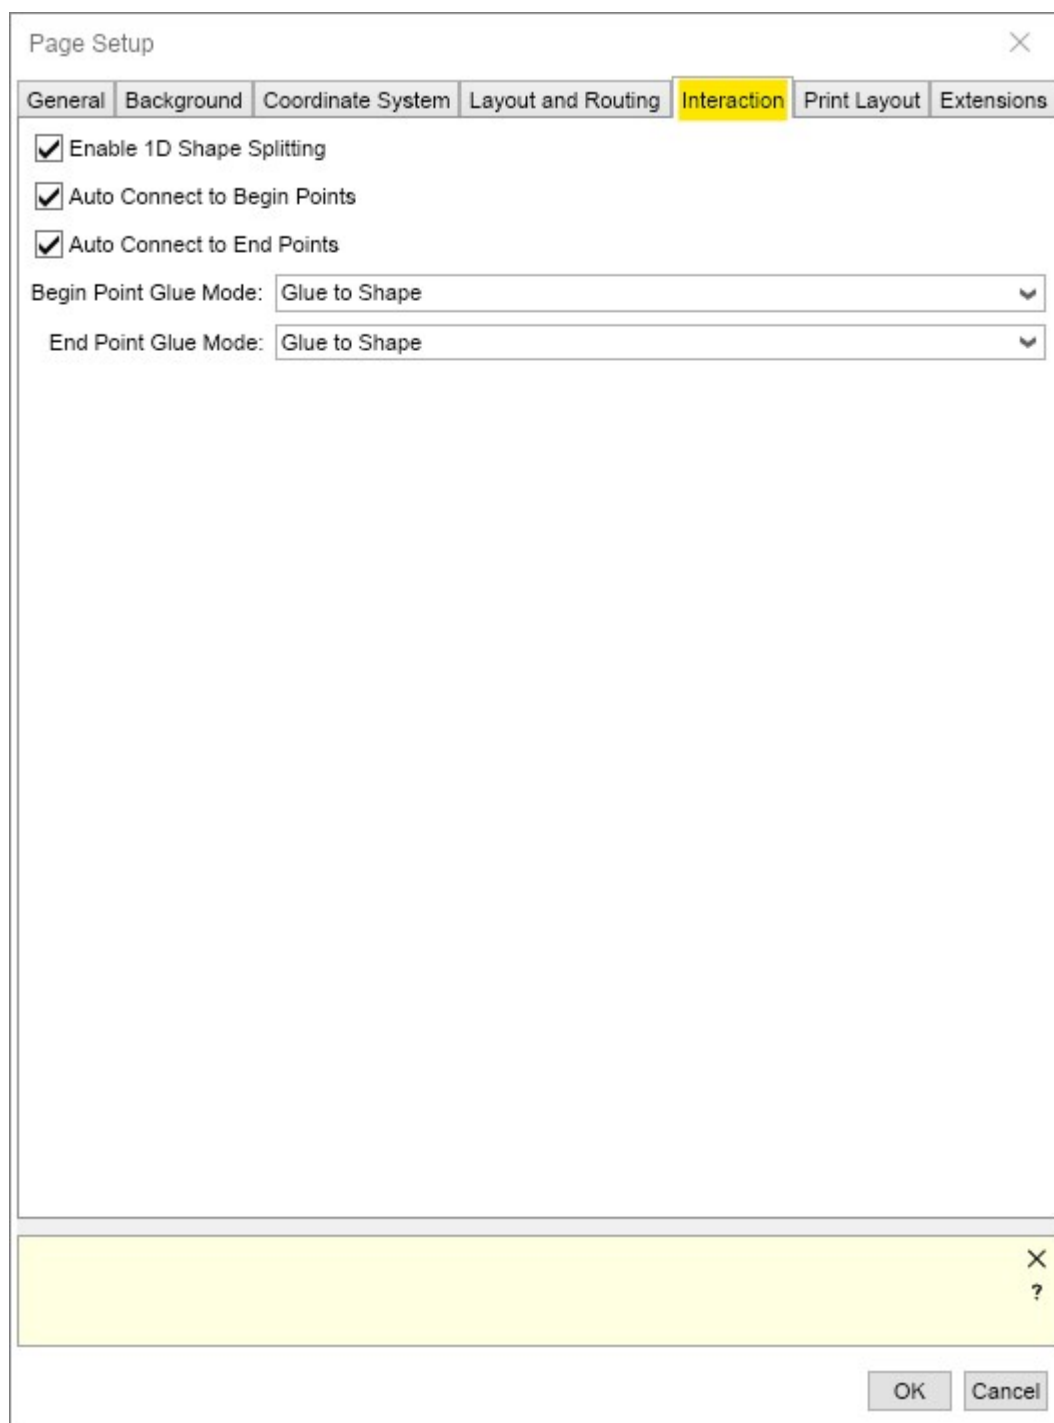 Page Setup
General Background Coordinate System Layout and Routing Interaction Print Layout Extensions
Enable 1D Shape Splitting
Auto Connect to Begin Points
Auto Connect to End Points
Begin Point Glue Mode: Glue to Shape
End Point Glue Mode: Glue to Shape
?
OK Cancel